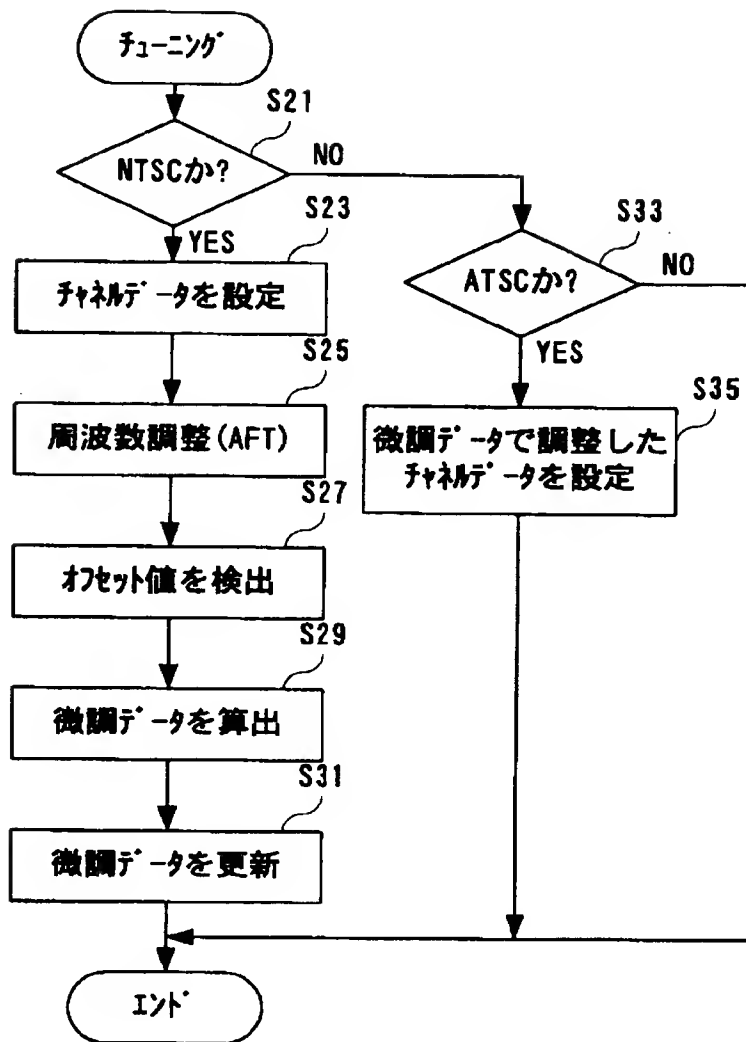 ﾁｭｰﾆﾝｸﾞ
S21
NTSCか?
NO
YES
S23
ﾁｬﾈﾙﾃﾞｰﾀを設定
S25
周波数調整(AFT)
S27
ｵﾌｾｯﾄ値を検出
S29
微調ﾃﾞｰﾀを算出
S31
微調ﾃﾞｰﾀを更新
S33
ATSCか?
NO
YES
S35
微調ﾃﾞｰﾀで調整した
ﾁｬﾈﾙﾃﾞｰﾀを設定
ｴﾝﾄﾞ